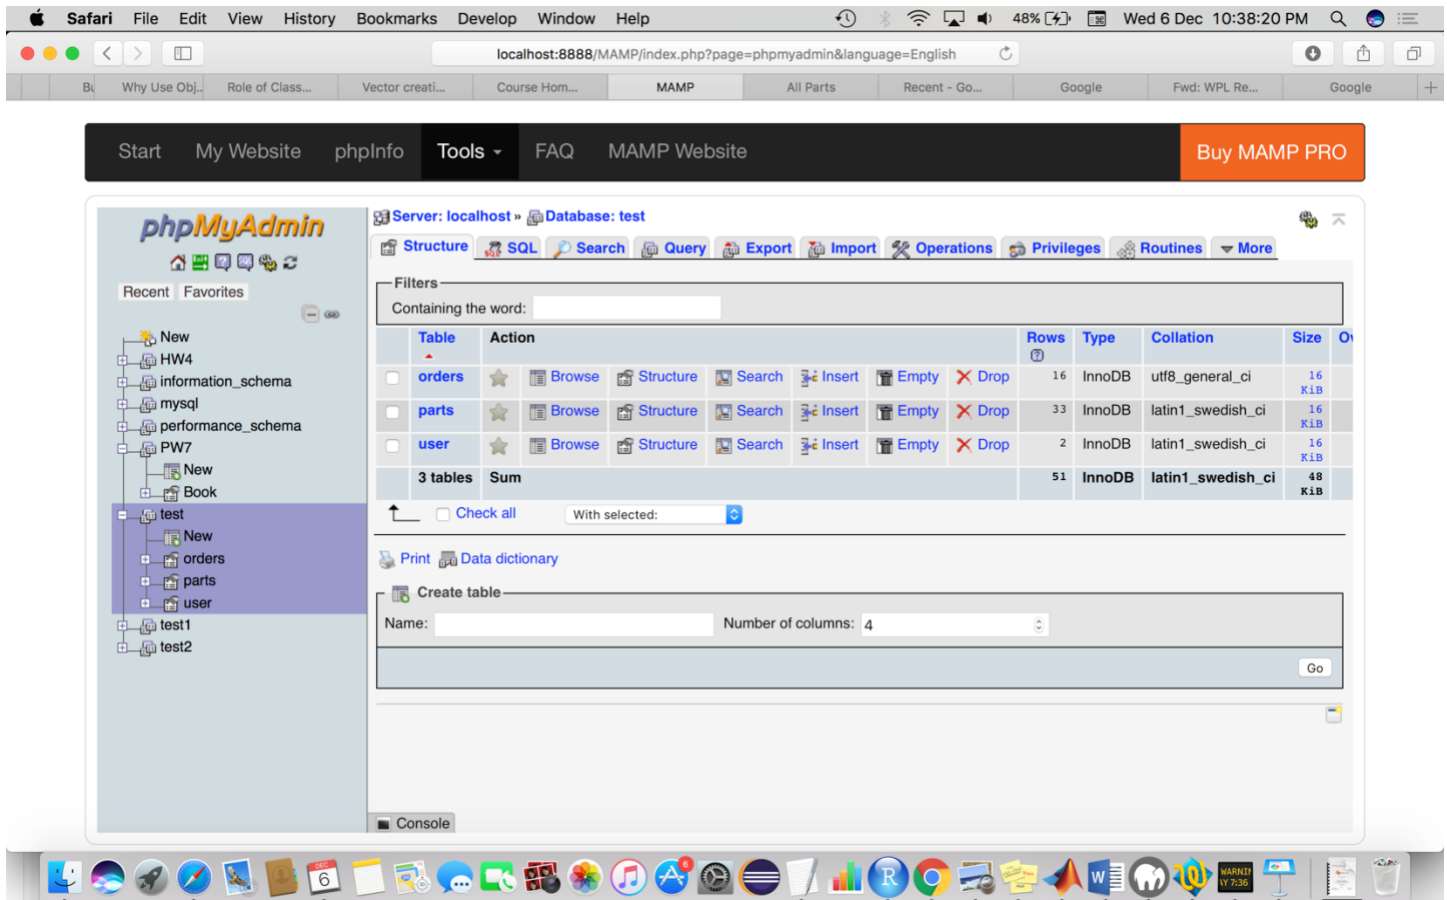 Safari File Edit View History Bookmarks Develop Window Help 48% Wed 6 Dec 10:38:20 PM
localhost:8888/MAMP/index.php?page=phpmyadmin&language=English
Why Use Obj... Role of Class... Vector creati... Course Hom... MAMP All Parts Recent - Go... Google Fwd: WPL Re... Google
Start My Website phpInfo Tools FAQ MAMP Website Buy MAMP PRO
phpMyAdmin
Recent Favorites
New
HW4
information_schema
mysql
performance_schema
PW7
New
Book
test
New
orders
parts
user
test1
test2
Server: localhost » Database: test
Structure SQL Search Query Export Import Operations Privileges Routines More
Filters
Containing the word:
Table Action Rows Type Collation Size
orders Browse Structure Search Insert Empty Drop 16 InnoDB utf8_general_ci 16 KiB
parts Browse Structure Search Insert Empty Drop 33 InnoDB latin1_swedish_ci 16 KiB
user Browse Structure Search Insert Empty Drop 2 InnoDB latin1_swedish_ci 16 KiB
3 tables Sum 51 InnoDB latin1_swedish_ci 48 KiB
Check all With selected:
Print Data dictionary
Create table
Name: Number of columns: 4
Go
Console
DEC
6
6
R
W